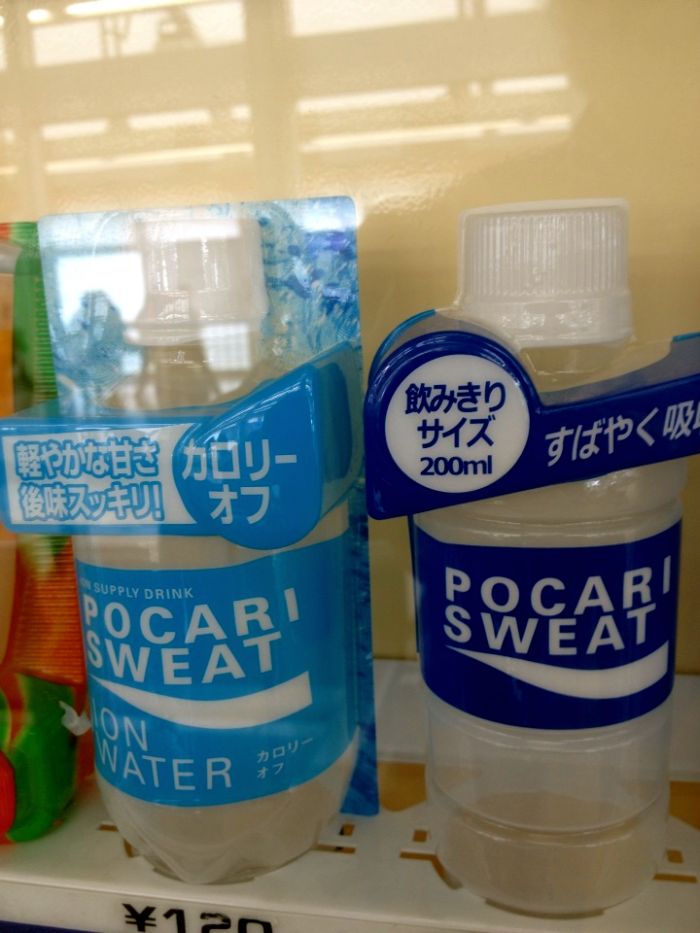 軽やかな甘さ
後味スッキリ!
カロリー
オフ
ION SUPPLY DRINK
POCARI
SWEAT
ION
WATER
カロリー
オフ
飲みきり
サイズ
200ml
すばやく吸収
POCARI
SWEAT
¥120